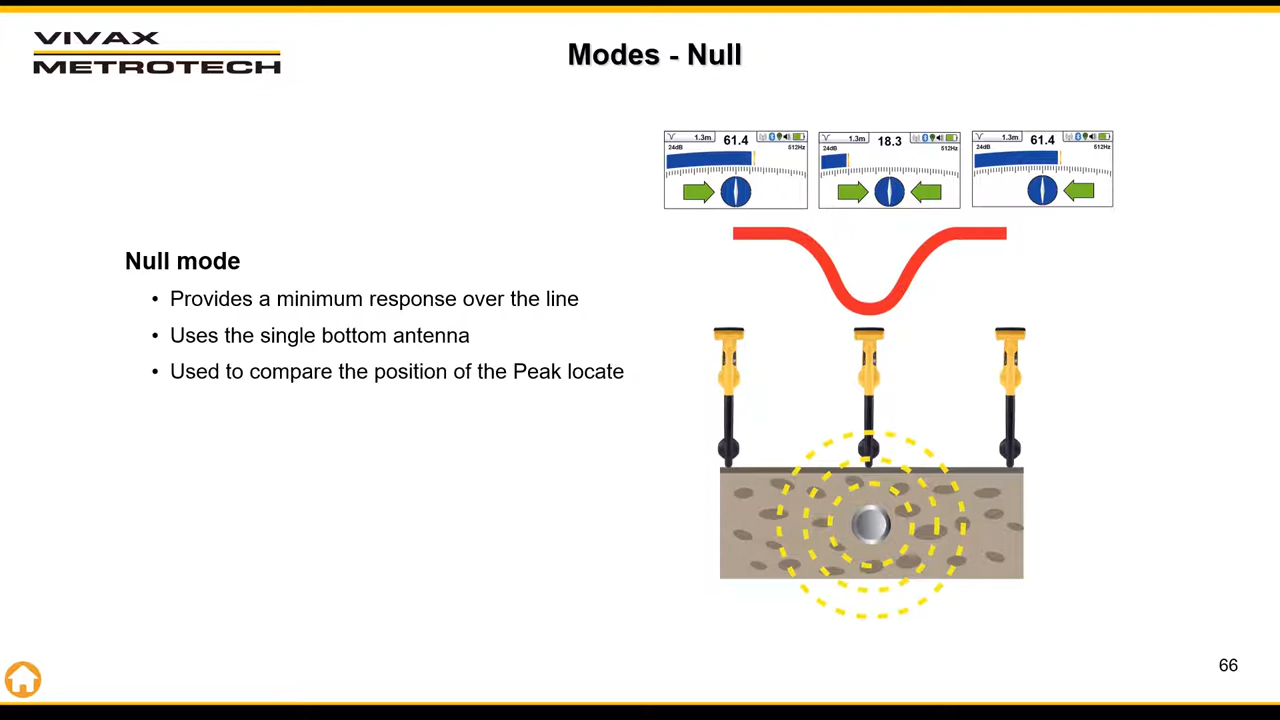 VIVAX
METROTECH
Modes - Null
1.3m 61.4
24dB 512Hz
1.3m 18.3
24dB 512Hz
1.3m 61.4
24dB 512Hz
Null mode
• Provides a minimum response over the line
• Uses the single bottom antenna
• Used to compare the position of the Peak locate
66